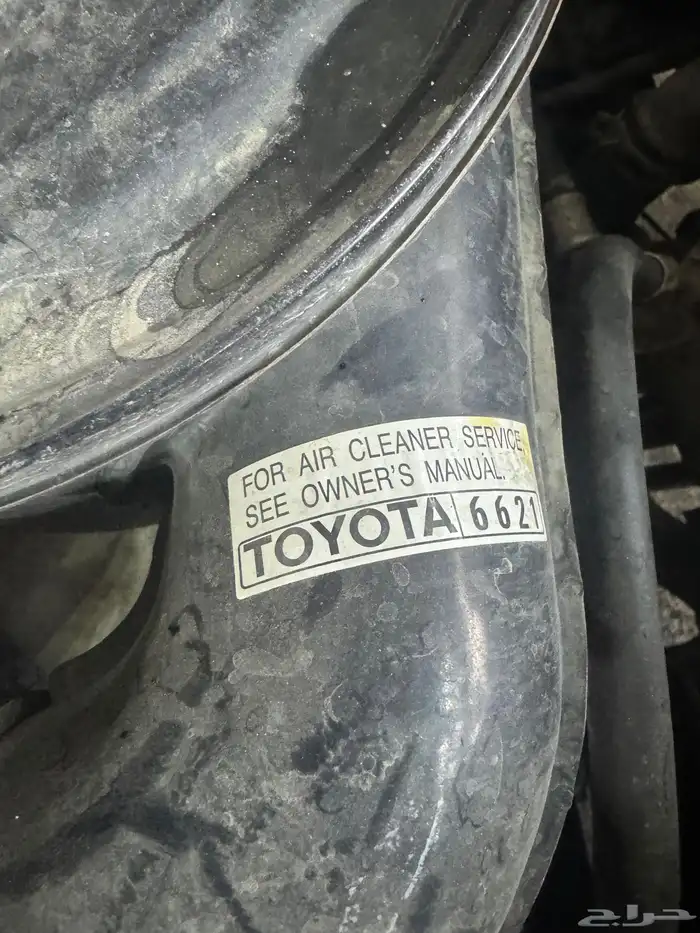 FOR AIR CLEANER SERVICE,
SEE OWNER'S MANUAL.
TOYOTA 6621
حراج